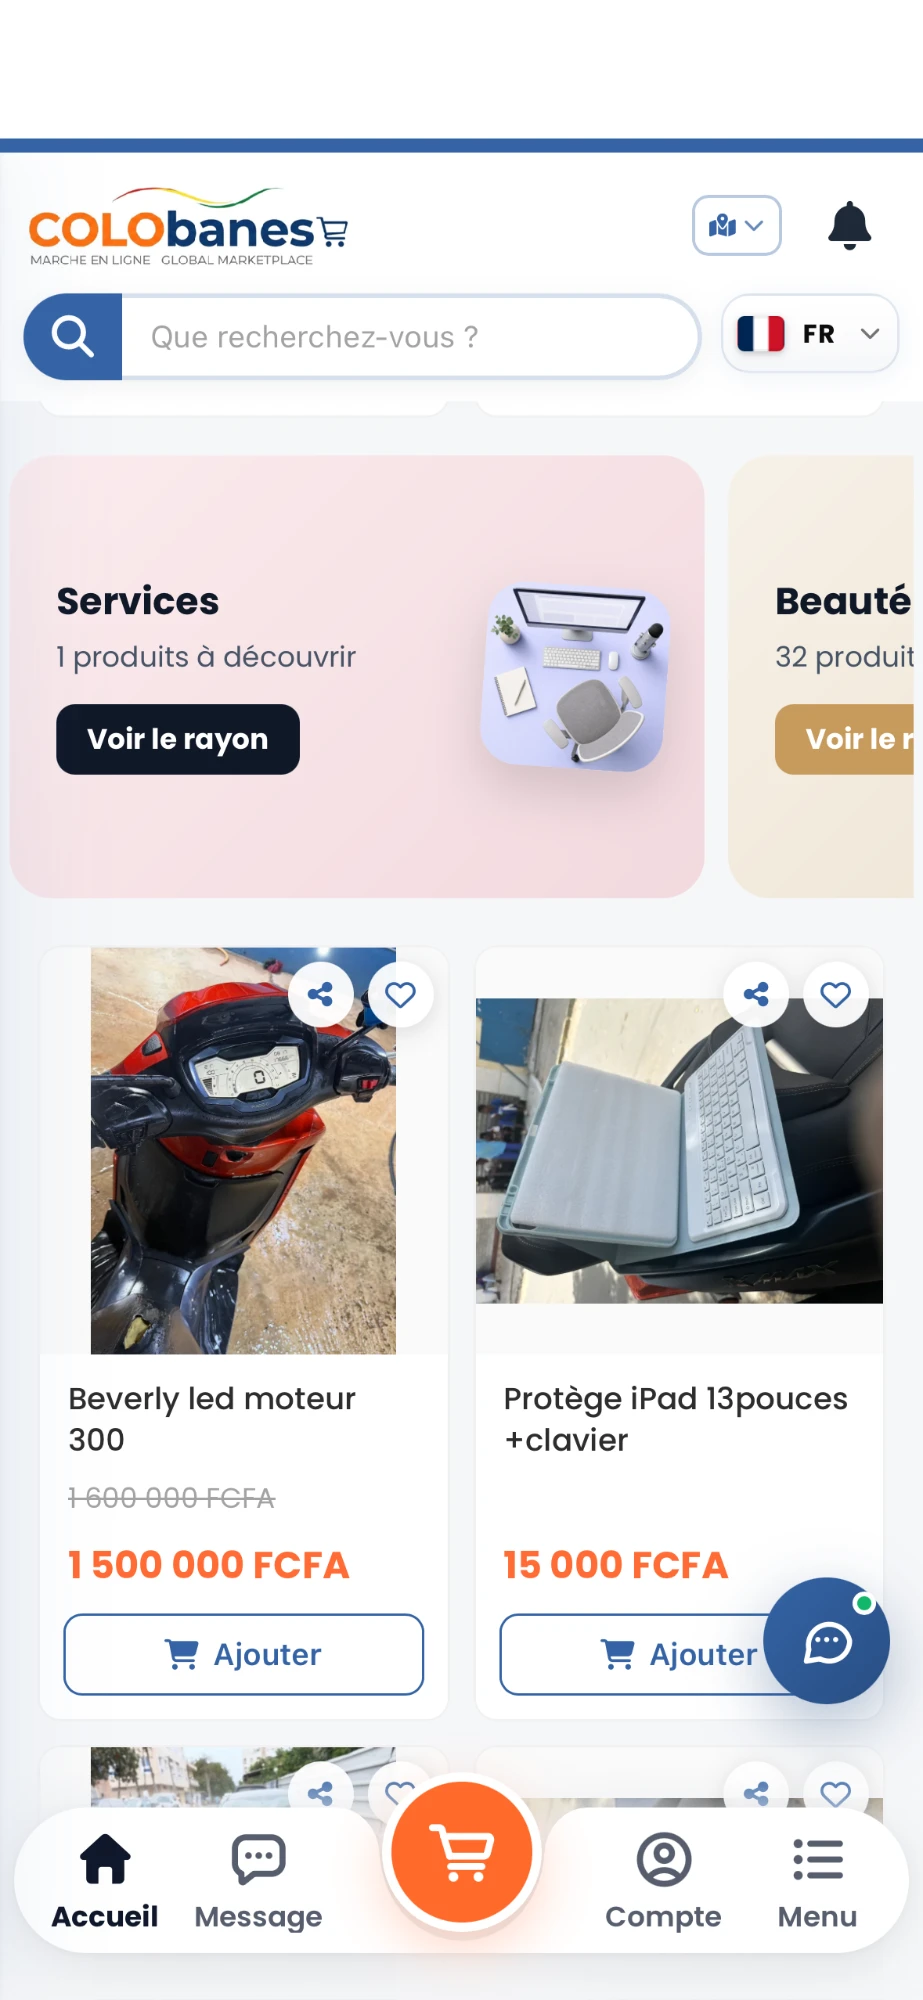 COLObanes
MARCHE EN LIGNE GLOBAL MARKETPLACE
Que recherchez-vous ?
FR
Services
1 produits à découvrir
Voir le rayon
Beauté
32 produit
Voir le r
Beverly led moteur
300
1 600 000 FCFA
1 500 000 FCFA
Ajouter
Protège iPad 13pouces
+clavier
15 000 FCFA
Ajouter
Accueil
Message
Compte
Menu